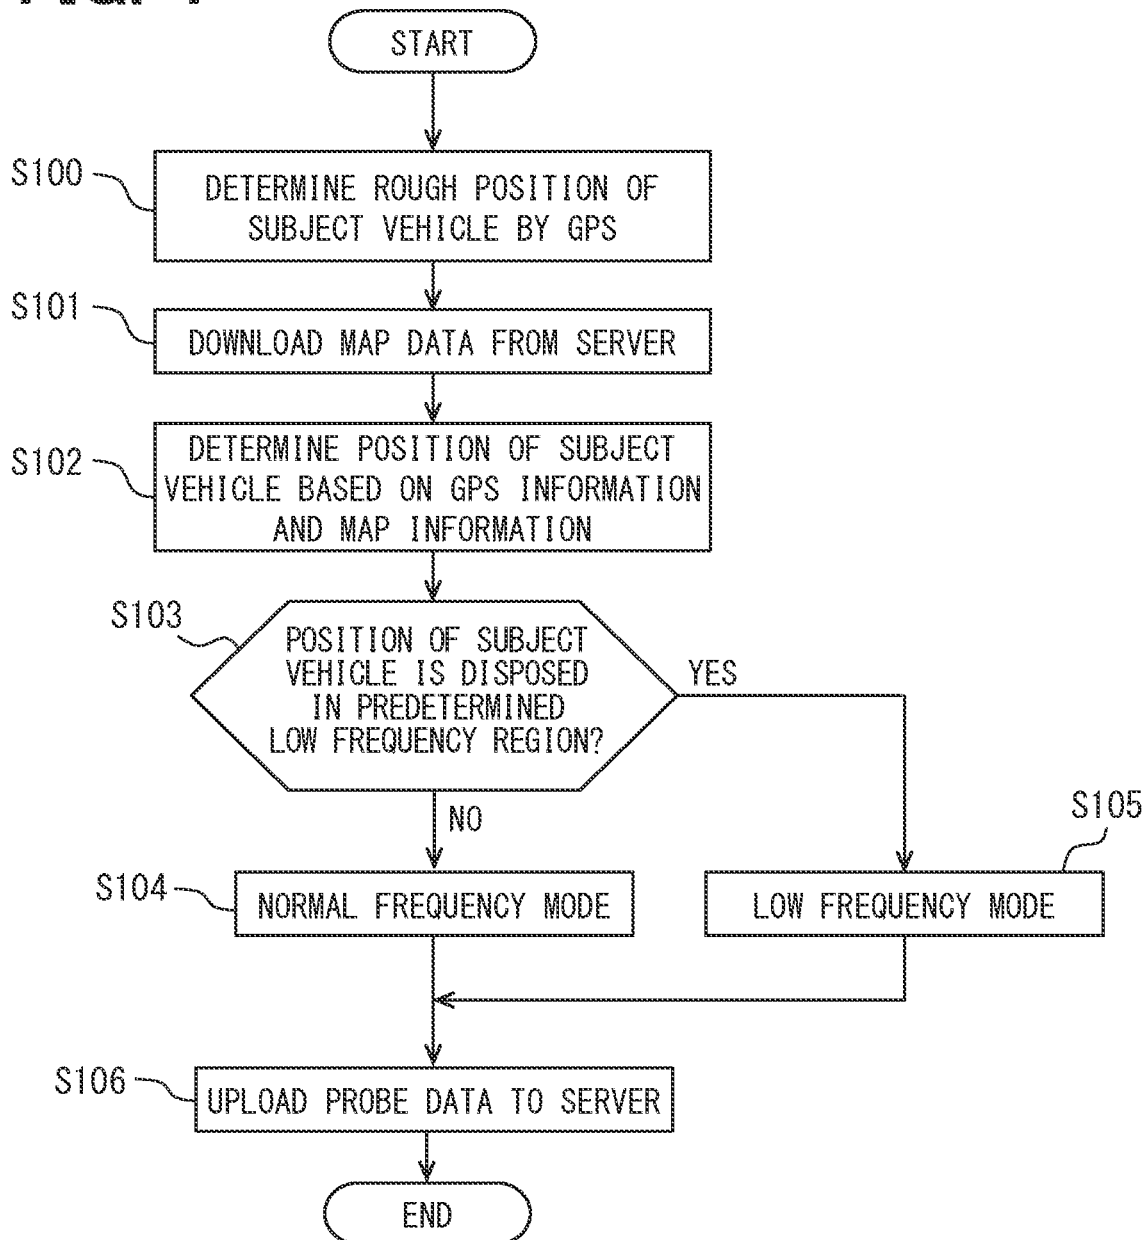 START
S100
DETERMINE ROUGH POSITION OF
SUBJECT VEHICLE BY GPS
S101
DOWNLOAD MAP DATA FROM SERVER
S102
DETERMINE POSITION OF SUBJECT
VEHICLE BASED ON GPS INFORMATION
AND MAP INFORMATION
S103
POSITION OF SUBJECT
VEHICLE IS DISPOSED
IN PREDETERMINED
LOW FREQUENCY REGION?
YES
NO
S104
NORMAL FREQUENCY MODE
S105
LOW FREQUENCY MODE
S106
UPLOAD PROBE DATA TO SERVER
END